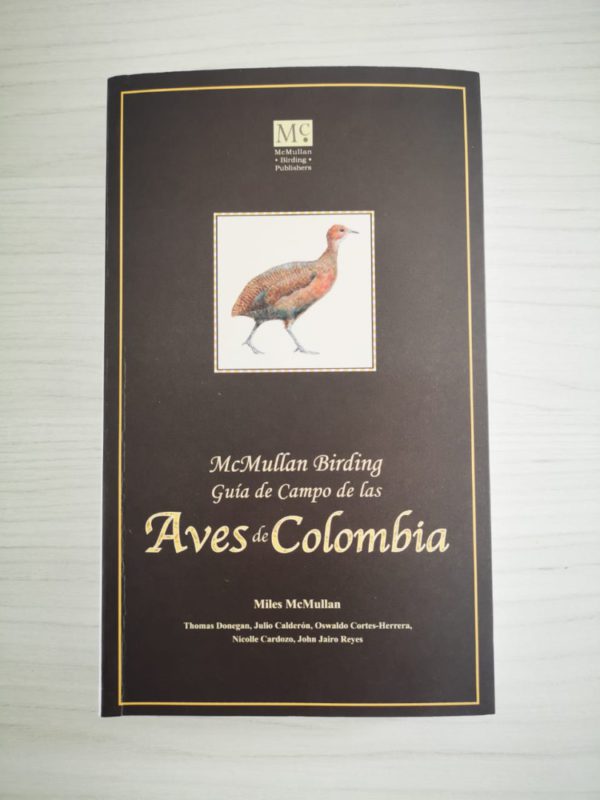 Mc
McMullan
• Birding •
Publishers
McMullan Birding
Guía de Campo de las
Aves de Colombia
Miles McMullan
Thomas Donegan, Julio Calderón, Oswaldo Cortes-Herrera,
Nicolle Cardozo, John Jairo Reyes